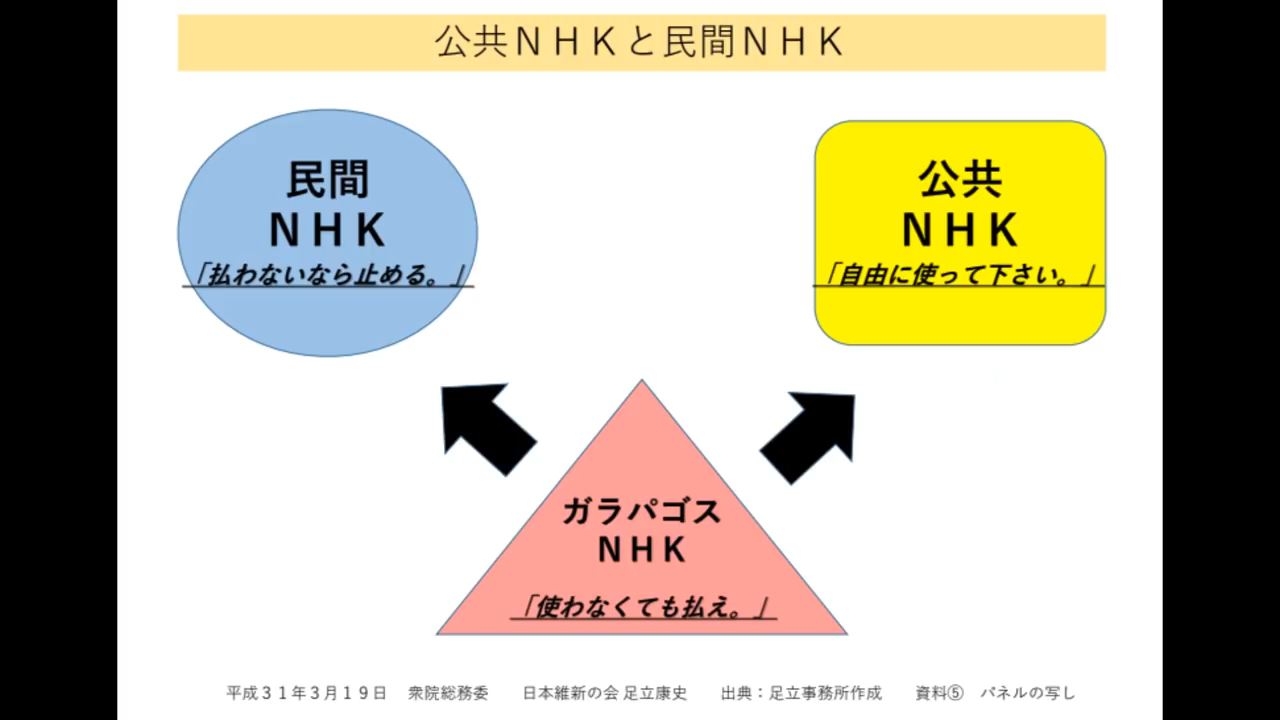 公共ＮＨＫと民間ＮＨＫ
民間
ＮＨＫ
「払わないなら止める。」
公共
ＮＨＫ
「自由に使って下さい。」
ガラパゴス
ＮＨＫ
「使わなくても払え。」
平成３１年３月１９日　衆院総務委　　日本維新の会 足立康史　　出典：足立事務所作成　　資料⑤　パネルの写し